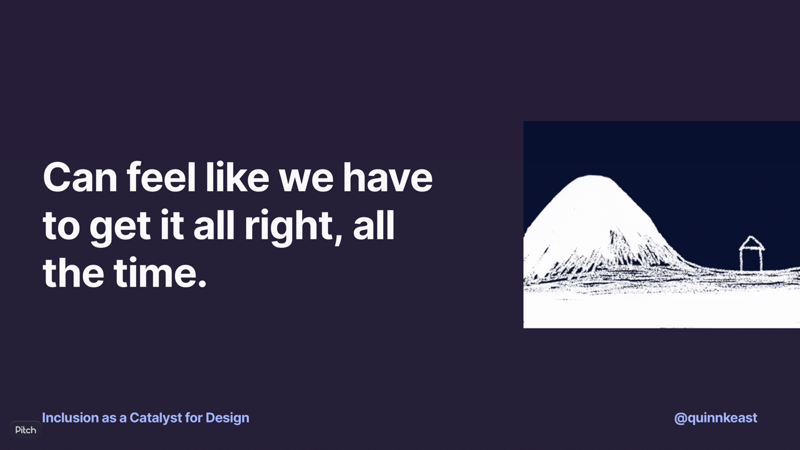 Can feel like we have
to get it all right, all
the time.
Inclusion as a Catalyst for Design
@quinnkeast
Pitch